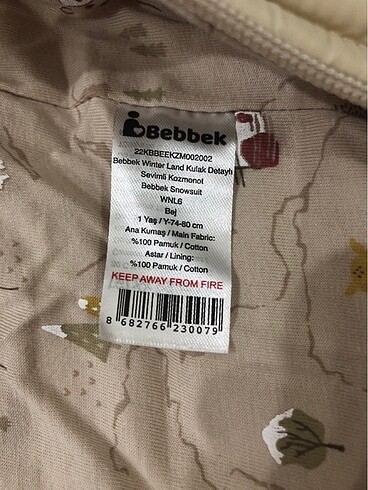 Bebbek
22KBBEEKZM002002
Bebbek Winter Land Kulak Detaylı
Sevimli Kozmonot
Bebbek Snowsuit
WNL6
Bej
1 Yaş / Y-74-80 cm
Ana Kumaş / Main Fabric:
%100 Pamuk / Cotton
Astar / Lining:
%100 Pamuk / Cotton
KEEP AWAY FROM FIRE
8 682766 230079